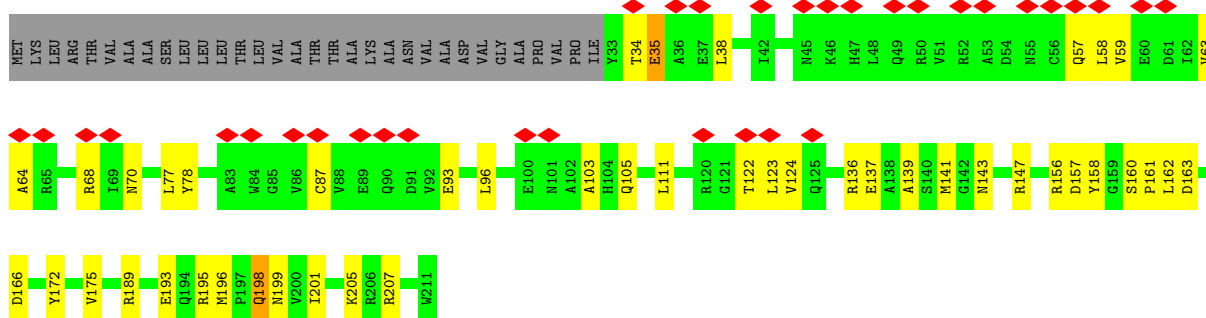 MET LYS LEU ARG THR VAL ALA ALA SER LEU LEU LEU THR LEU VAL ALA THR THR ALA LYS ALA ASN VAL ALA ASP VAL GLY ALA PRO VAL PRO ILE Y33 T34 E35 A36 E37 L38 I42 N45 K46 H47 L48 Q49 R50 V51 R52 A53 D54 N55 C56 Q57 L58 V59 E60 D61 I62 V63
A64 R65 R68 I69 N70 L77 Y78 A83 W84 G85 V86 C87 V88 E89 Q90 D91 V92 E93 L96 E100 N101 A102 A103 H104 Q105 L111 R120 G121 T122 L123 V124 Q125 R136 E137 A138 A139 S140 M141 G142 N143 R147 R156 D157 Y158 G159 S160 P161 L162 D163
D166 Y172 V175 R189 E193 Q194 R195 M196 P197 Q198 N199 V200 I201 K205 R206 R207 W211